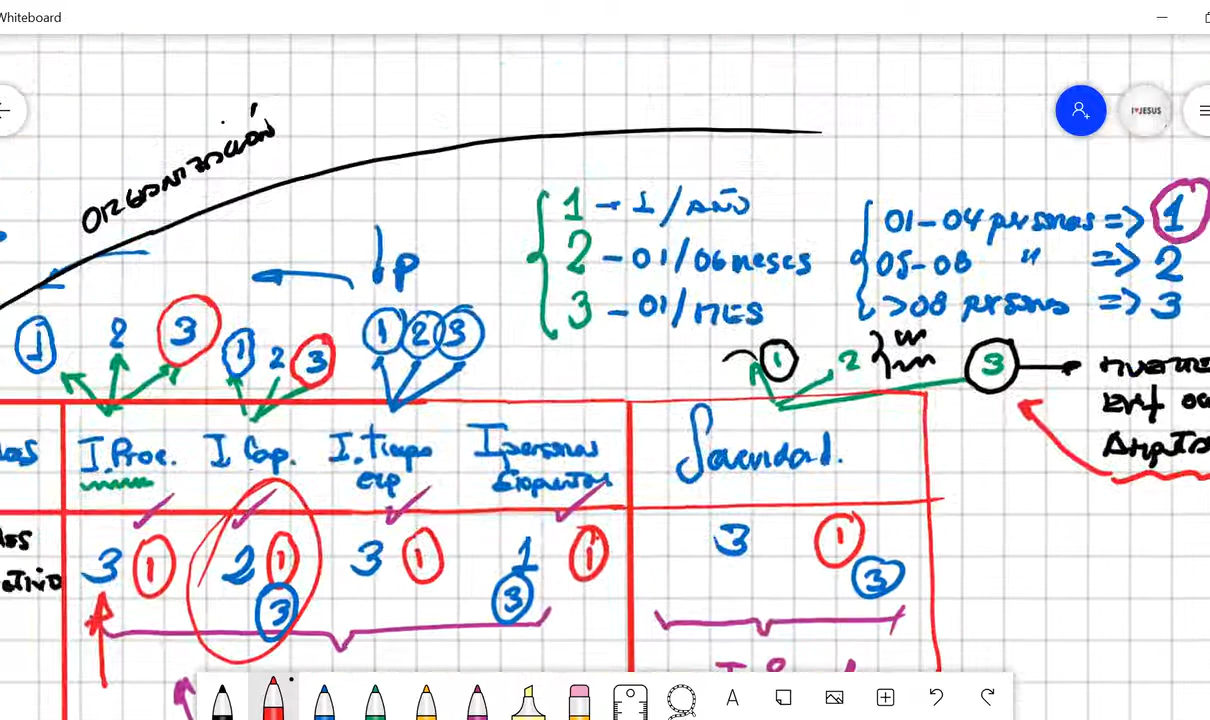 Whiteboard
I♥JESUS
organización
1 → 1/AÑO
2 - 01/06 meses
3 - 01/MES
01-04 personas => 1
05-08 " => 2
>08 personas => 3
↓P
1 2 3
1 2 3
1 2 3
1 2 3
I.Proc. I Cap. I.tiempo exp I personas Expuestas
Severidad.
3 1 2 1 3 1 1 1 3 1
3 3 3
A